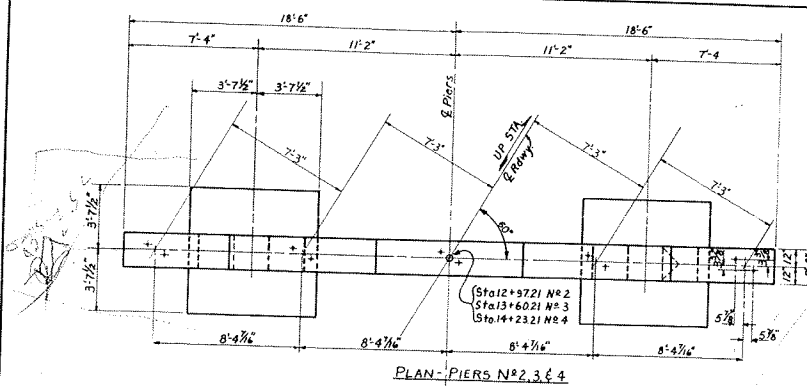 18'-6" 18'-6"
7'-4" 11'-2" 11'-2" 7'-4
3'-7½" 3'-7½"
℄ Piers
UP STA.
℄ Rdwy.
7'-3" 7'-3" 7'-3" 7'-3"
60°
3'-7½"
3'-7½"
12" 12"
Sta.12+97.21 Nº 2
Sta.13+60.21 Nº 3
Sta.14+23.21 Nº 4
5⅞"
5⅞"
8'-4⁷⁄₁₆" 8'-4⁷⁄₁₆" 8'-4⁷⁄₁₆" 8'-4⁷⁄₁₆"
PLAN-PIERS Nº 2, 3, & 4